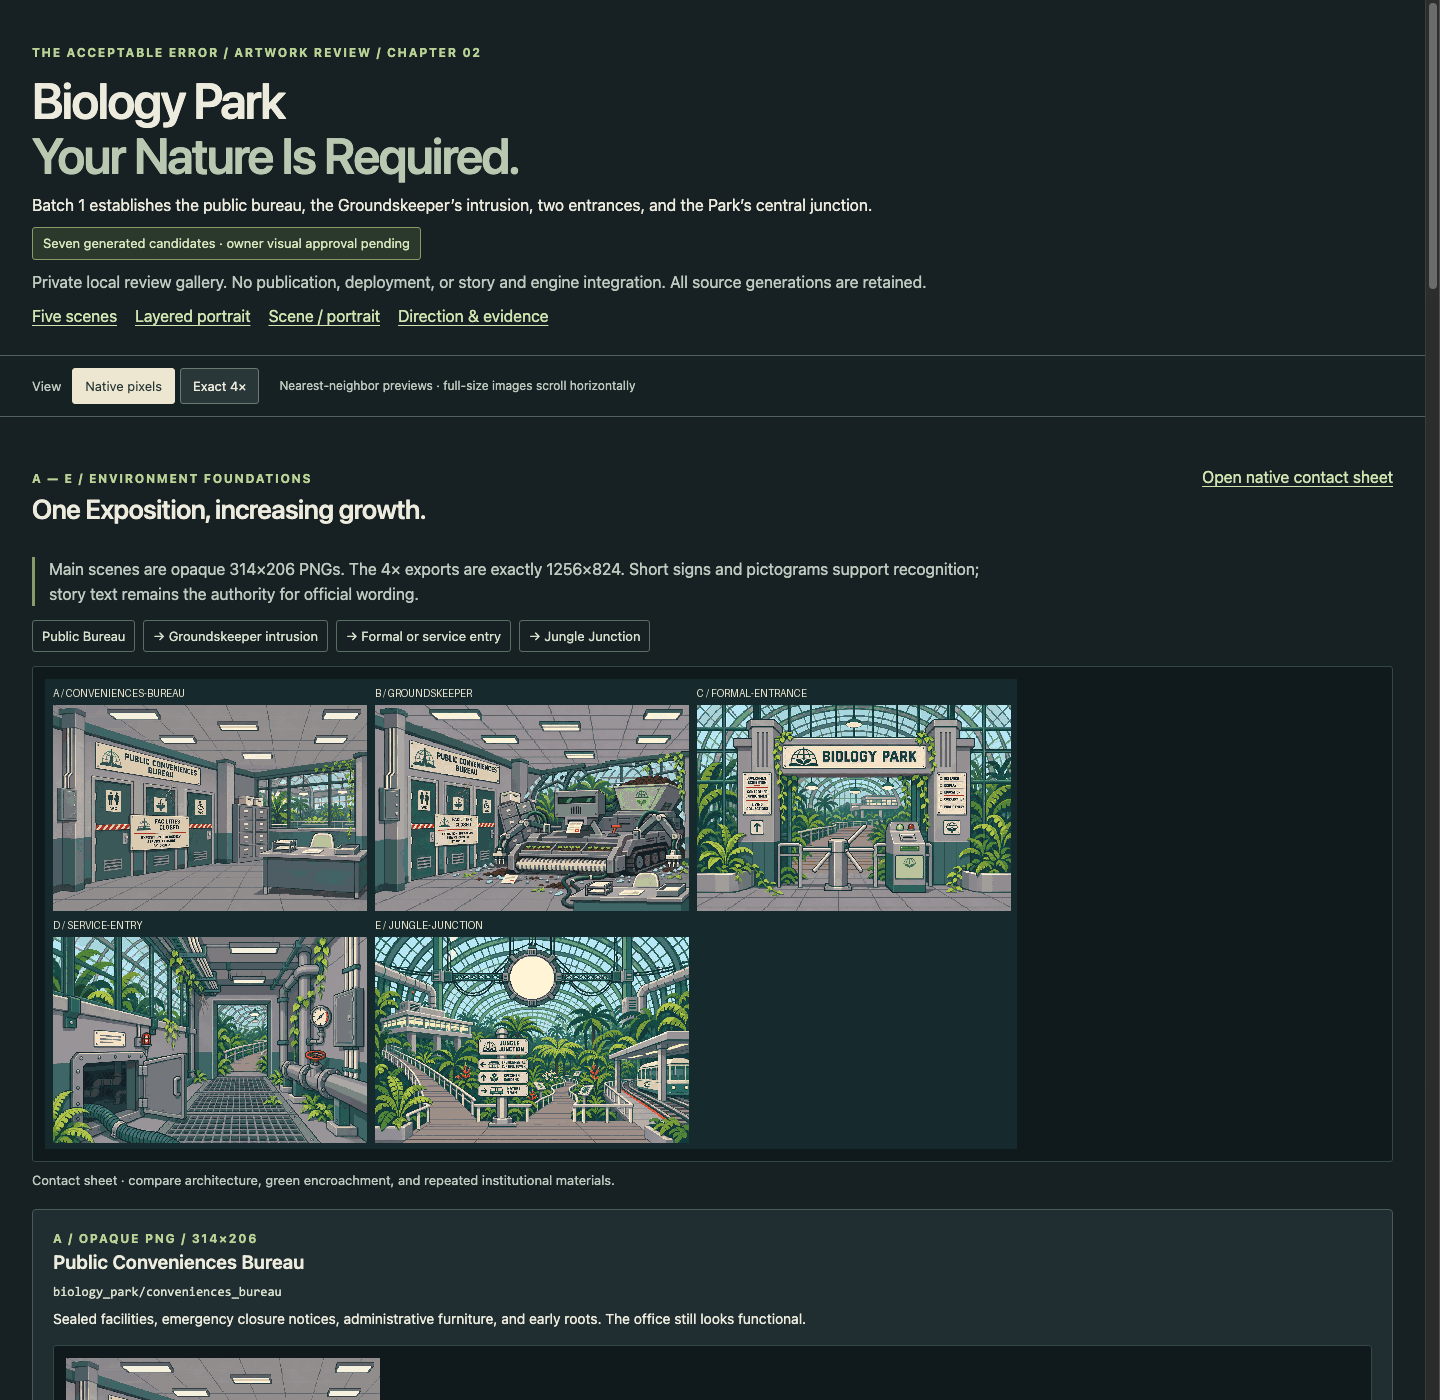 THE ACCEPTABLE ERROR / ARTWORK REVIEW / CHAPTER 02
Biology Park
Your Nature Is Required.
Batch 1 establishes the public bureau, the Groundskeeper’s intrusion, two entrances, and the Park’s central junction.
Seven generated candidates · owner visual approval pending
Private local review gallery. No publication, deployment, or story and engine integration. All source generations are retained.
Five scenes Layered portrait Scene / portrait Direction & evidence
View Native pixels Exact 4× Nearest-neighbor previews · full-size images scroll horizontally
A — E / ENVIRONMENT FOUNDATIONS
Open native contact sheet
One Exposition, increasing growth.
Main scenes are opaque 314×206 PNGs. The 4× exports are exactly 1256×824. Short signs and pictograms support recognition;
story text remains the authority for official wording.
Public Bureau → Groundskeeper intrusion → Formal or service entry → Jungle Junction
A / CONVENIENCES-BUREAU
PUBLIC CONVENIENCES
BUREAU
FACILITIES
CLOSED
B / GROUNDSKEEPER
PUBLIC CONVENIENCES
BUREAU
FACILITIES
CLOSED
C / FORMAL-ENTRANCE
BIOLOGY PARK
D / SERVICE-ENTRY
E / JUNGLE-JUNCTION
JUNGLE
JUNCTION
Contact sheet · compare architecture, green encroachment, and repeated institutional materials.
A / OPAQUE PNG / 314×206
Public Conveniences Bureau
biology_park/conveniences_bureau
Sealed facilities, emergency closure notices, administrative furniture, and early roots. The office still looks functional.